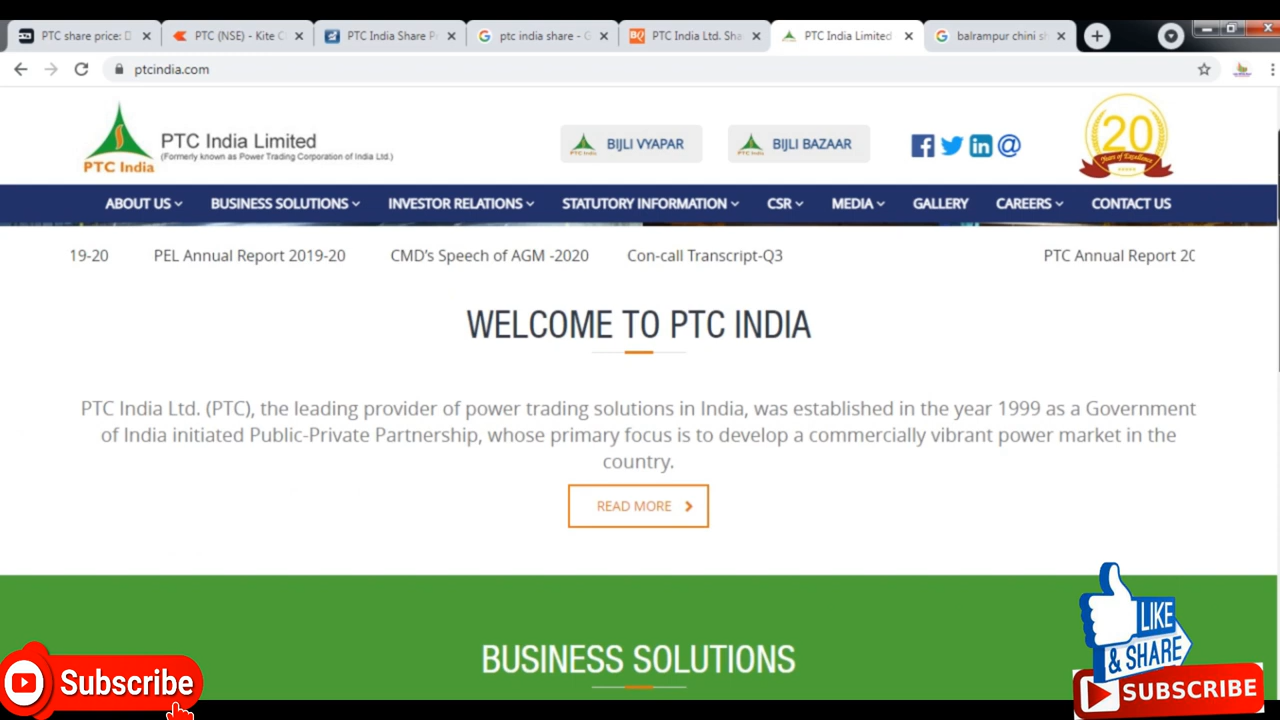 PTC share price: D
PTC (NSE) - Kite C
PTC India Share P
ptc india share - G
PTC India Ltd. Sha
PTC India Limited
balrampur chini s
ptcindia.com
PTC India
PTC India Limited
(Formerly known as Power Trading Corporation of India Ltd.)
BIJLI VYAPAR
BIJLI BAZAAR
20
Years of Excellence
ABOUT US
BUSINESS SOLUTIONS
INVESTOR RELATIONS
STATUTORY INFORMATION
CSR
MEDIA
GALLERY
CAREERS
CONTACT US
19-20
PEL Annual Report 2019-20
CMD's Speech of AGM -2020
Con-call Transcript-Q3
PTC Annual Report 20
WELCOME TO PTC INDIA
PTC India Ltd. (PTC), the leading provider of power trading solutions in India, was established in the year 1999 as a Government
of India initiated Public-Private Partnership, whose primary focus is to develop a commercially vibrant power market in the
country.
READ MORE
BUSINESS SOLUTIONS
Subscribe
LIKE
& SHARE
SUBSCRIBE